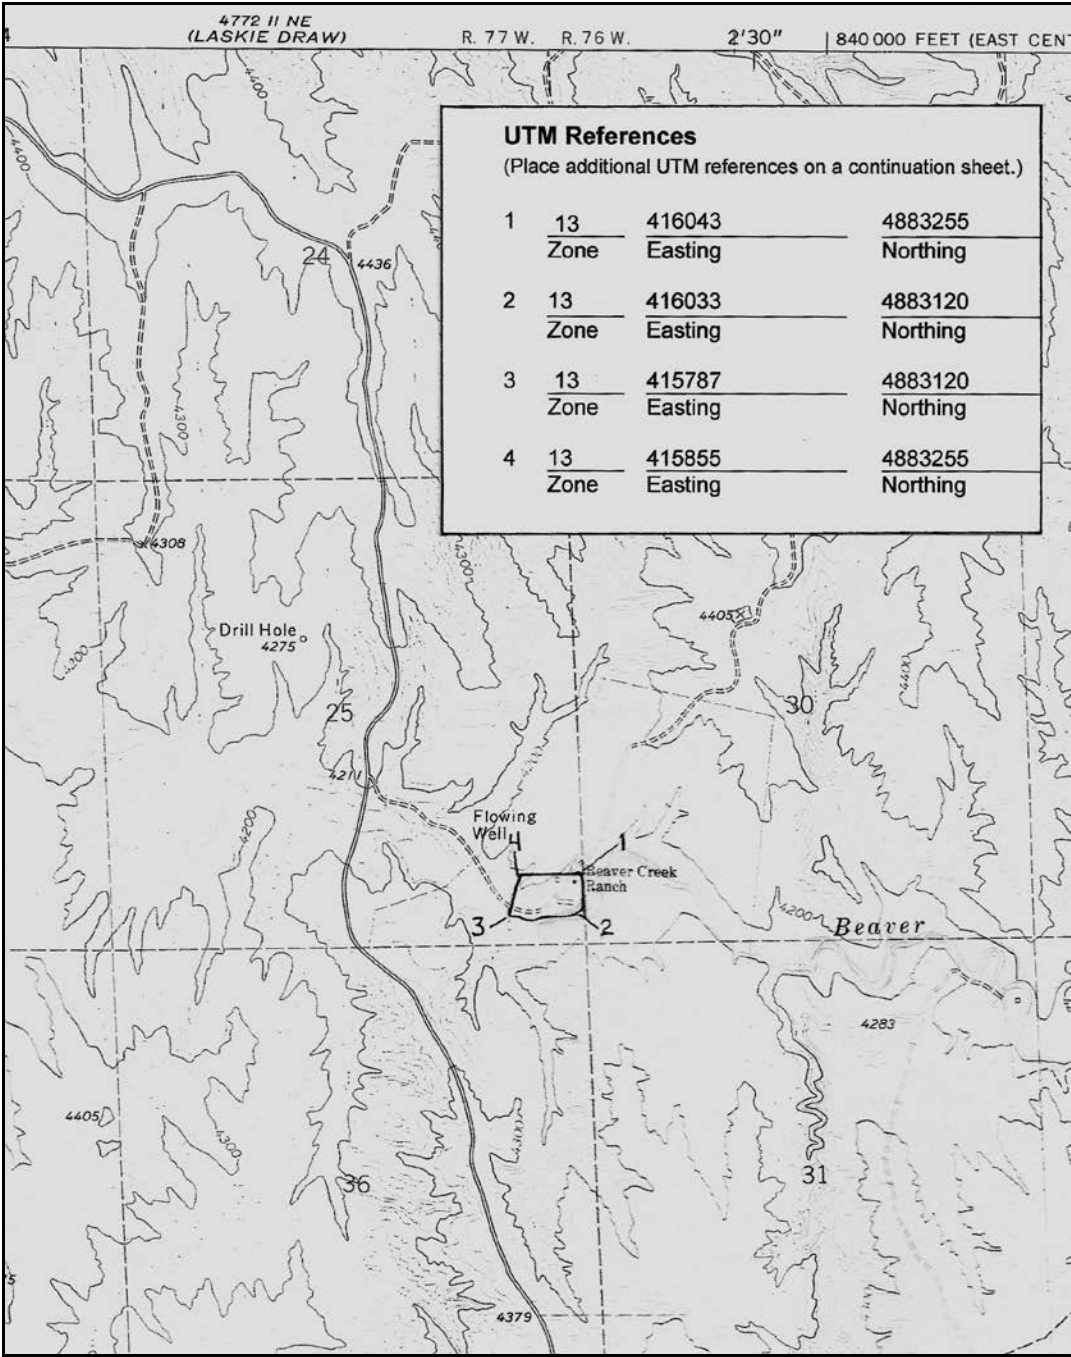 4772 II NE
(LASKIE DRAW)
R. 77 W. R. 76 W.
2'30"
840 000 FEET (EAST CENT
4400
4400
UTM References
(Place additional UTM references on a continuation sheet.)
1 13 416043 4883255
Zone Easting Northing
2 13 416033 4883120
Zone Easting Northing
3 13 415787 4883120
Zone Easting Northing
4 13 415855 4883255
Zone Easting Northing
24
4436
4300
4308
4300
4405
Drill Hole
4275
4200
4400
25
30
4211
4200
4200
Flowing
Well
4
1
Beaver Creek
Ranch
3
2
4200
Beaver
4283
4405
4300
4300
36
31
4379